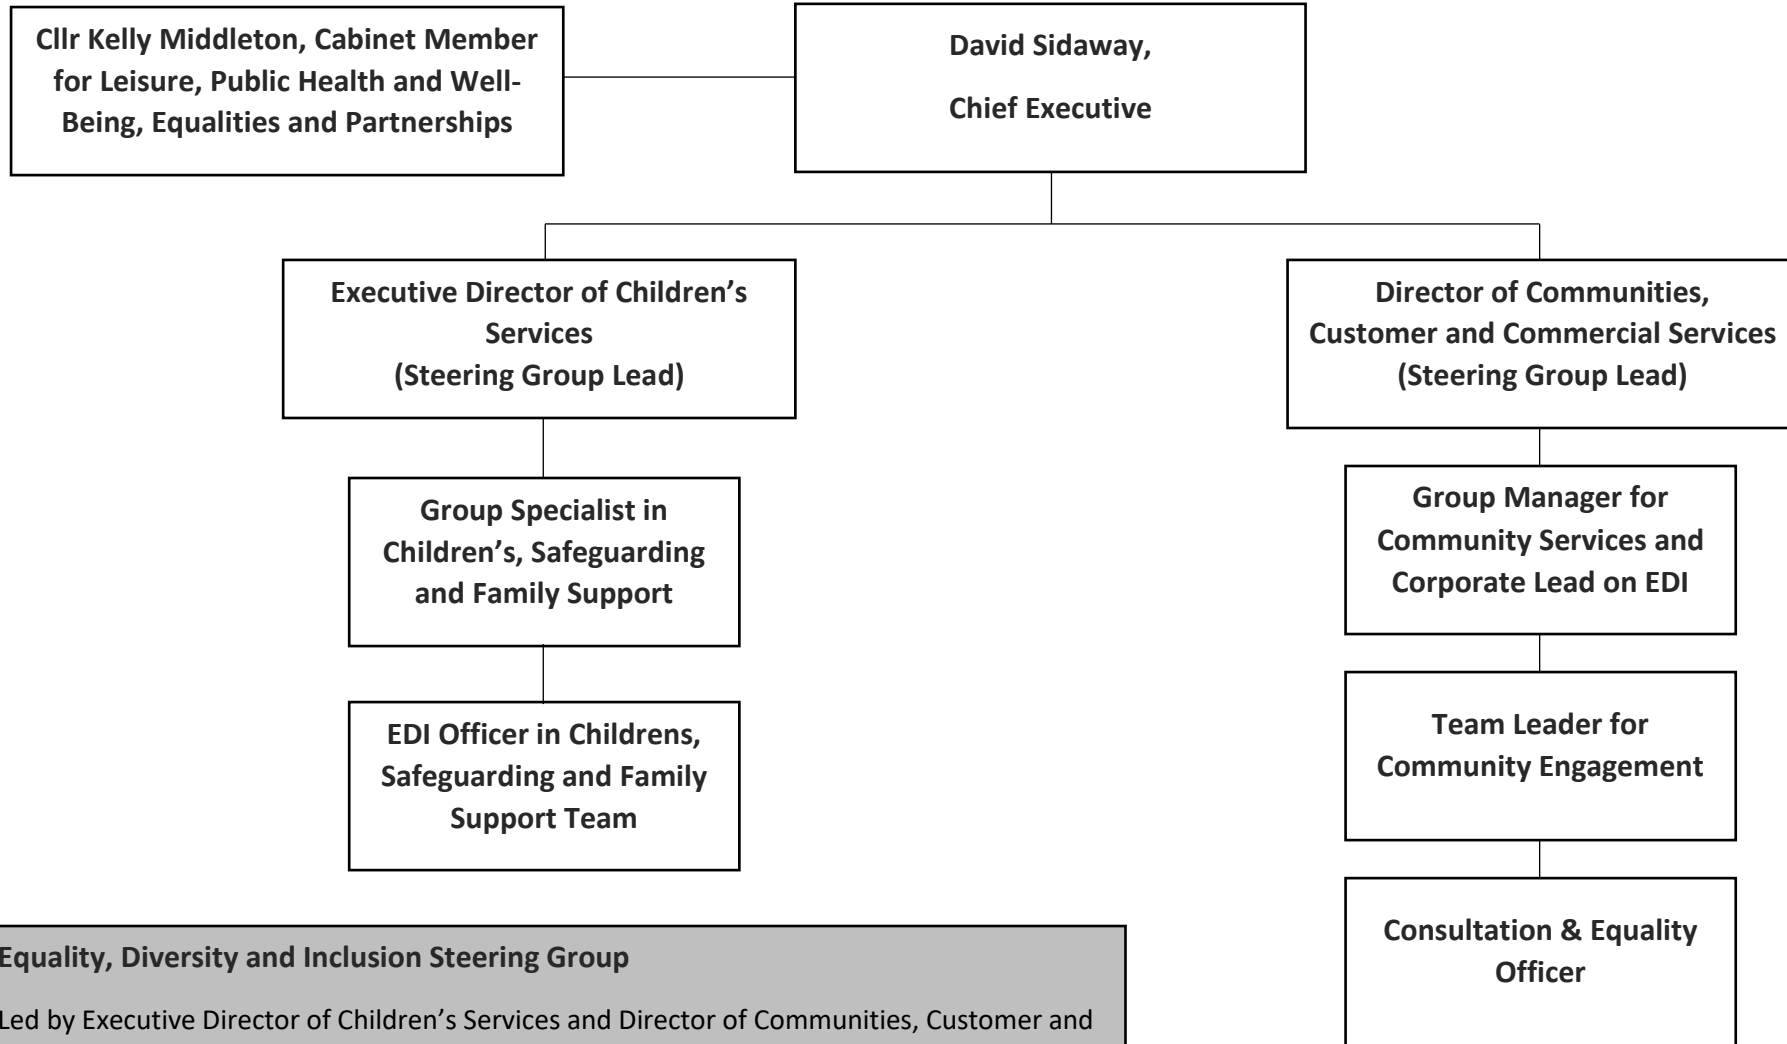 Cllr Kelly Middleton, Cabinet Member
for Leisure, Public Health and Well-
Being, Equalities and Partnerships
David Sidaway,
Chief Executive
Executive Director of Children’s
Services
(Steering Group Lead)
Director of Communities,
Customer and Commercial Services
(Steering Group Lead)
Group Specialist in
Children’s, Safeguarding
and Family Support
Group Manager for
Community Services and
Corporate Lead on EDI
EDI Officer in Childrens,
Safeguarding and Family
Support Team
Team Leader for
Community Engagement
Consultation & Equality
Officer
Equality, Diversity and Inclusion Steering Group
Led by Executive Director of Children’s Services and Director of Communities, Customer and